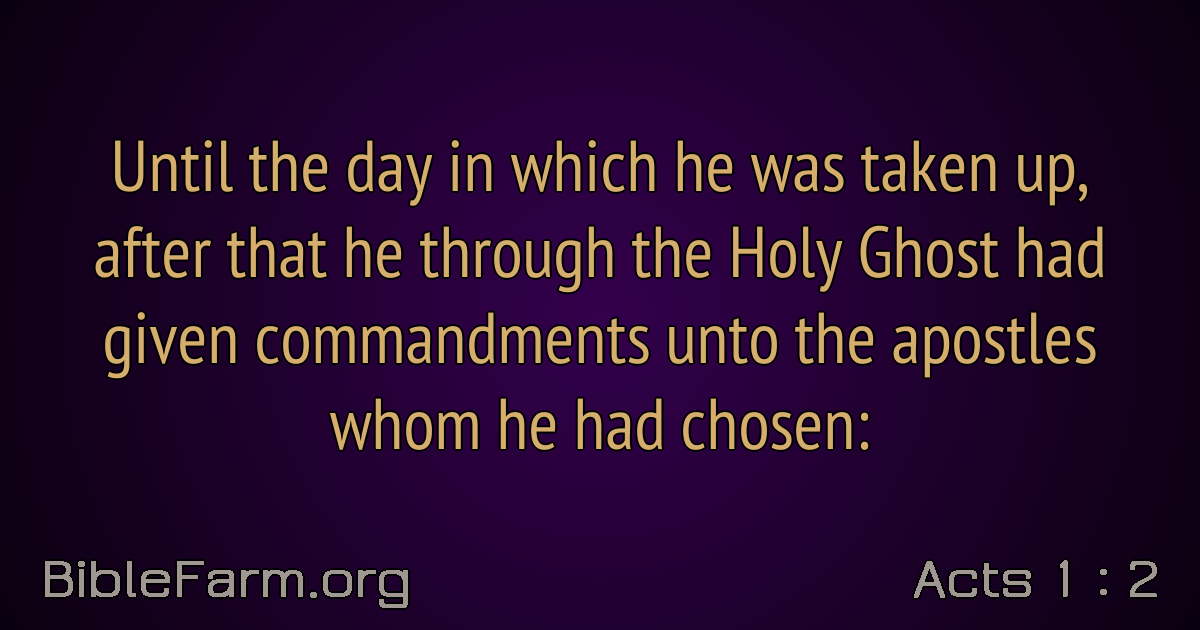 Until the day in which he was taken up,
after that he through the Holy Ghost had
given commandments unto the apostles
whom he had chosen:
BibleFarm.org
Acts 1 : 2